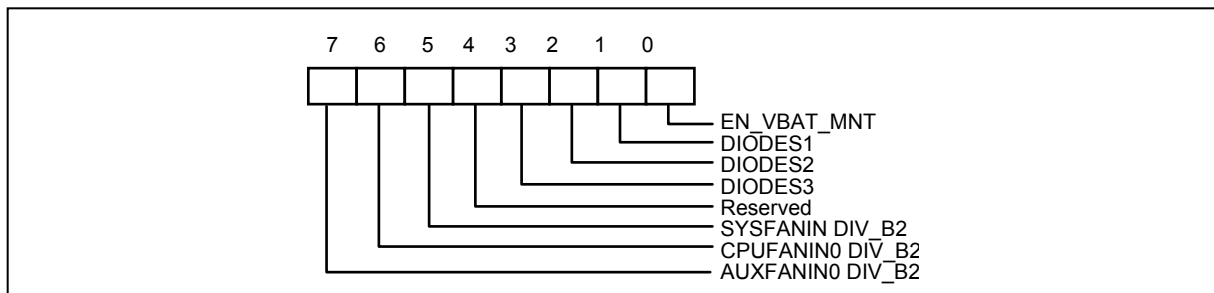 7 6 5 4 3 2 1 0
EN_VBAT_MNT
DIODES1
DIODES2
DIODES3
Reserved
SYSFANIN DIV_B2
CPUFANIN0 DIV_B2
AUXFANIN0 DIV_B2